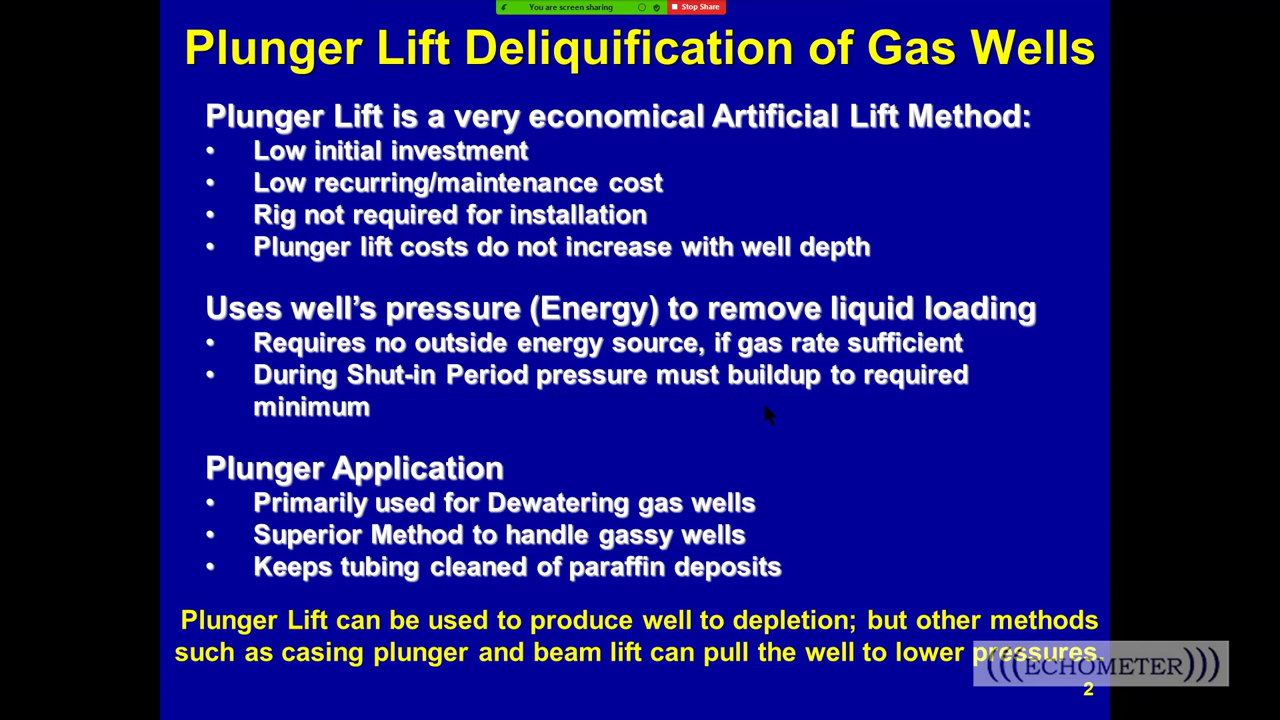 You are screen sharing
Stop Share
Plunger Lift Deliquification of Gas Wells
Plunger Lift is a very economical Artificial Lift Method:
• Low initial investment
• Low recurring/maintenance cost
• Rig not required for installation
• Plunger lift costs do not increase with well depth
Uses well's pressure (Energy) to remove liquid loading
• Requires no outside energy source, if gas rate sufficient
• During Shut-in Period pressure must buildup to required
minimum
Plunger Application
• Primarily used for Dewatering gas wells
• Superior Method to handle gassy wells
• Keeps tubing cleaned of paraffin deposits
Plunger Lift can be used to produce well to depletion; but other methods
such as casing plunger and beam lift can pull the well to lower pressures.
(((ECHOMETER)))
2